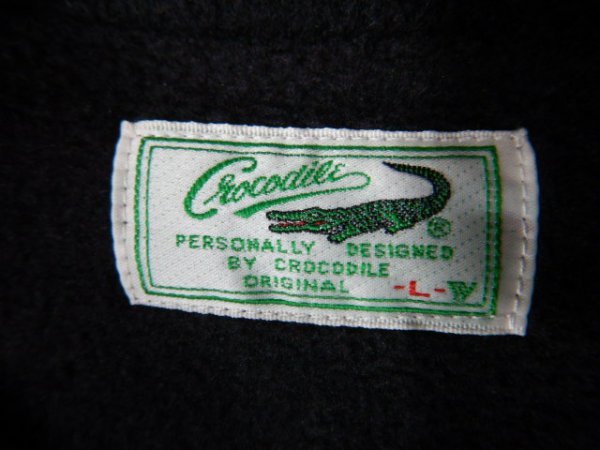 Crocodile
®
PERSONALLY DESIGNED
BY CROCODILE
ORIGINAL -L-